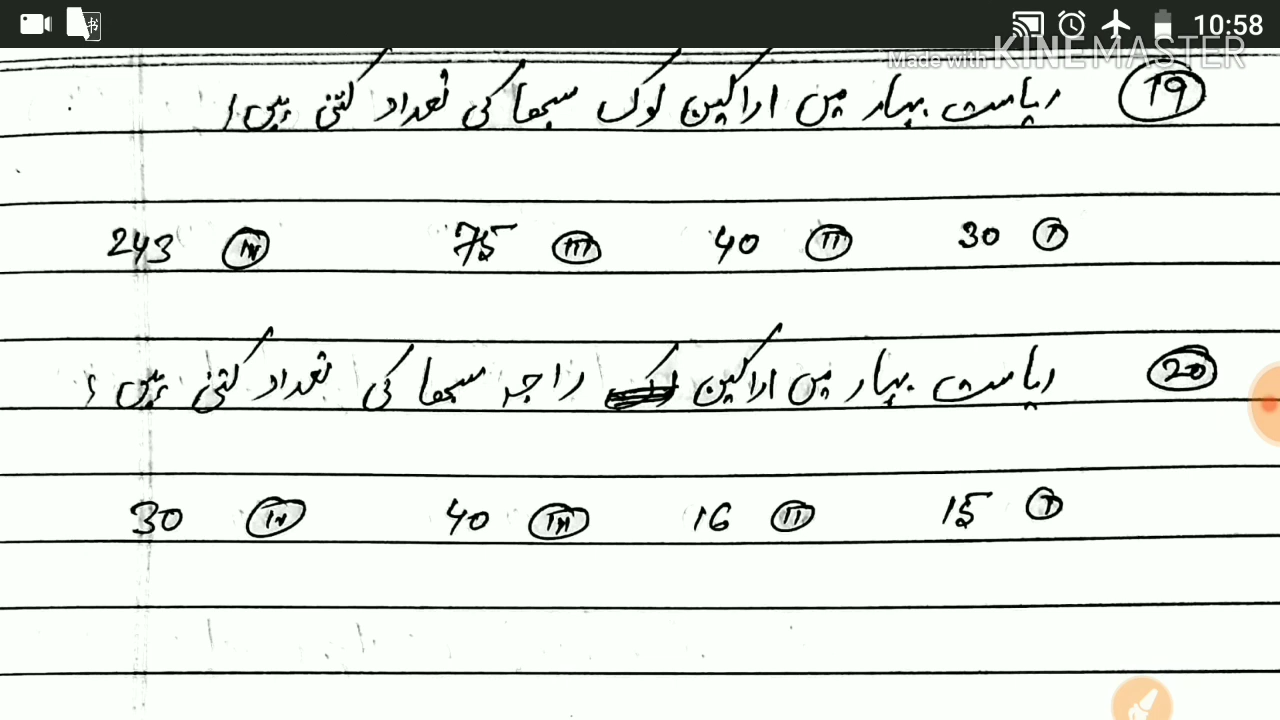 10:58
Made with KINEMASTER
19 ریاست بہار میں اراکین لوک سبھا کی تعداد کتنی ہیں؟
I 30 II 40 III 75 IV 243
20 ریاست بہار میں اراکین راجیہ سبھا کی تعداد کتنی ہیں؟
I 15 II 16 III 40 IV 30